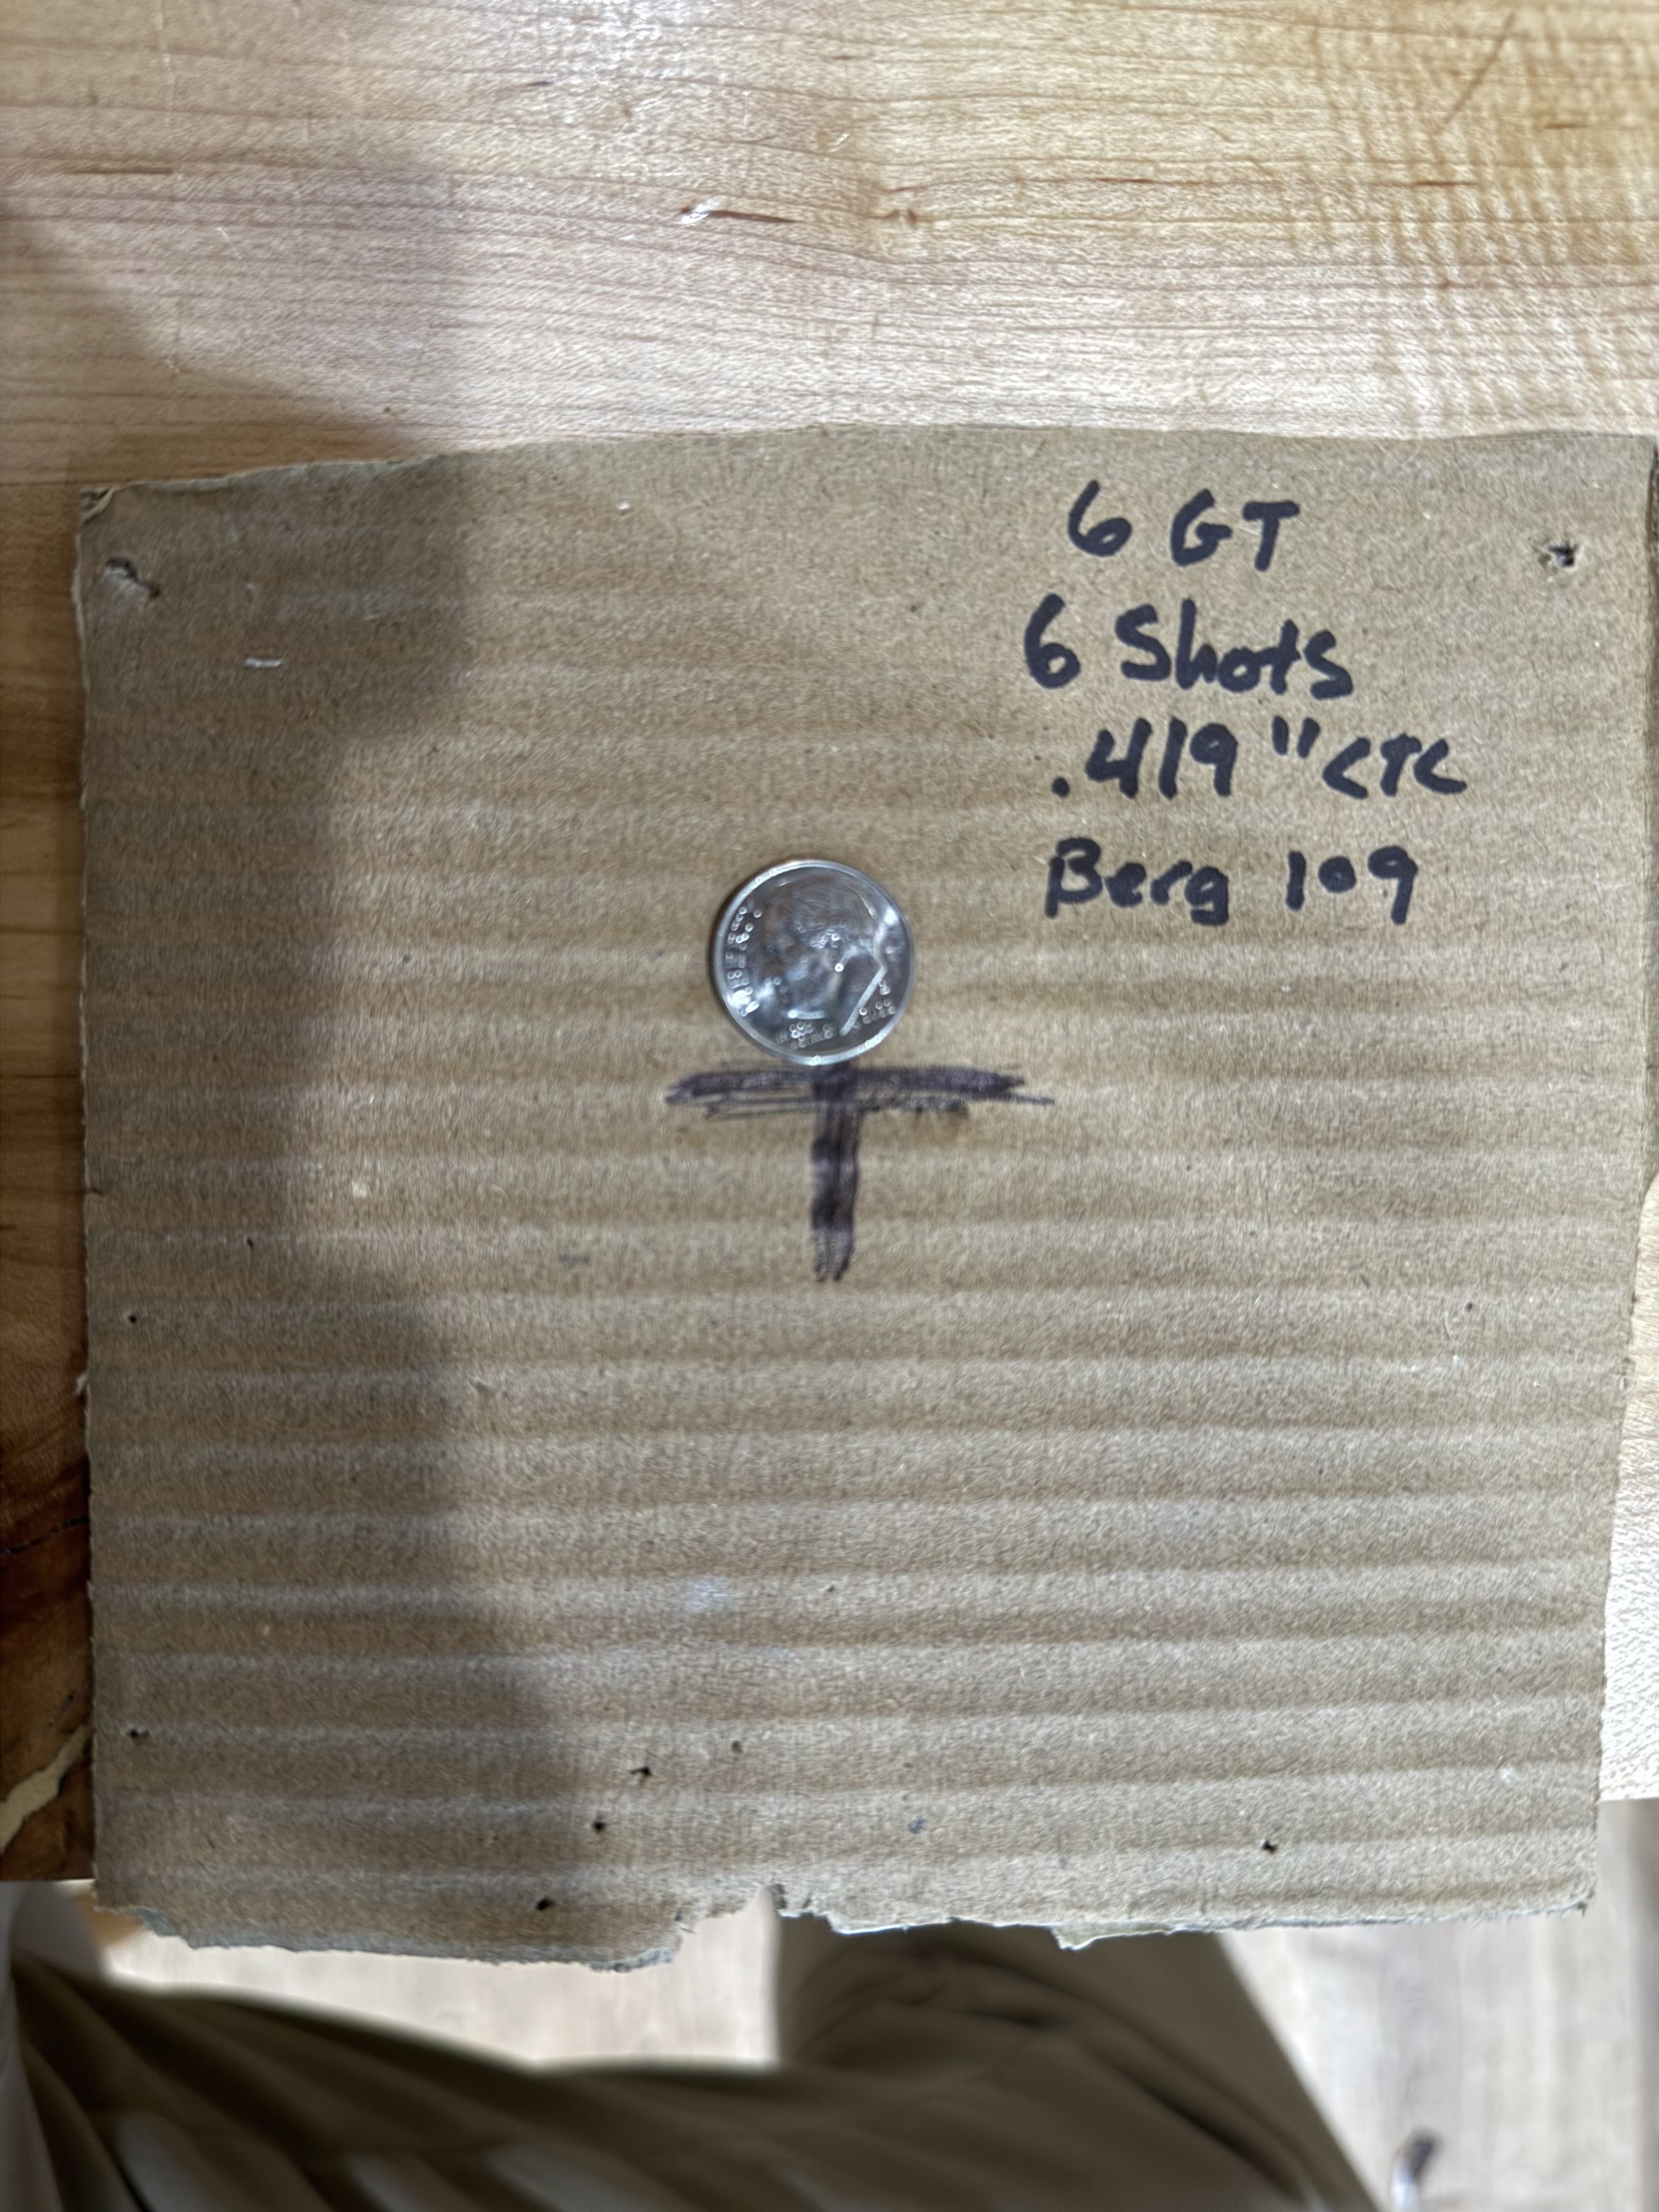 6 GT
6 Shots
.419" CTC
Berg 109